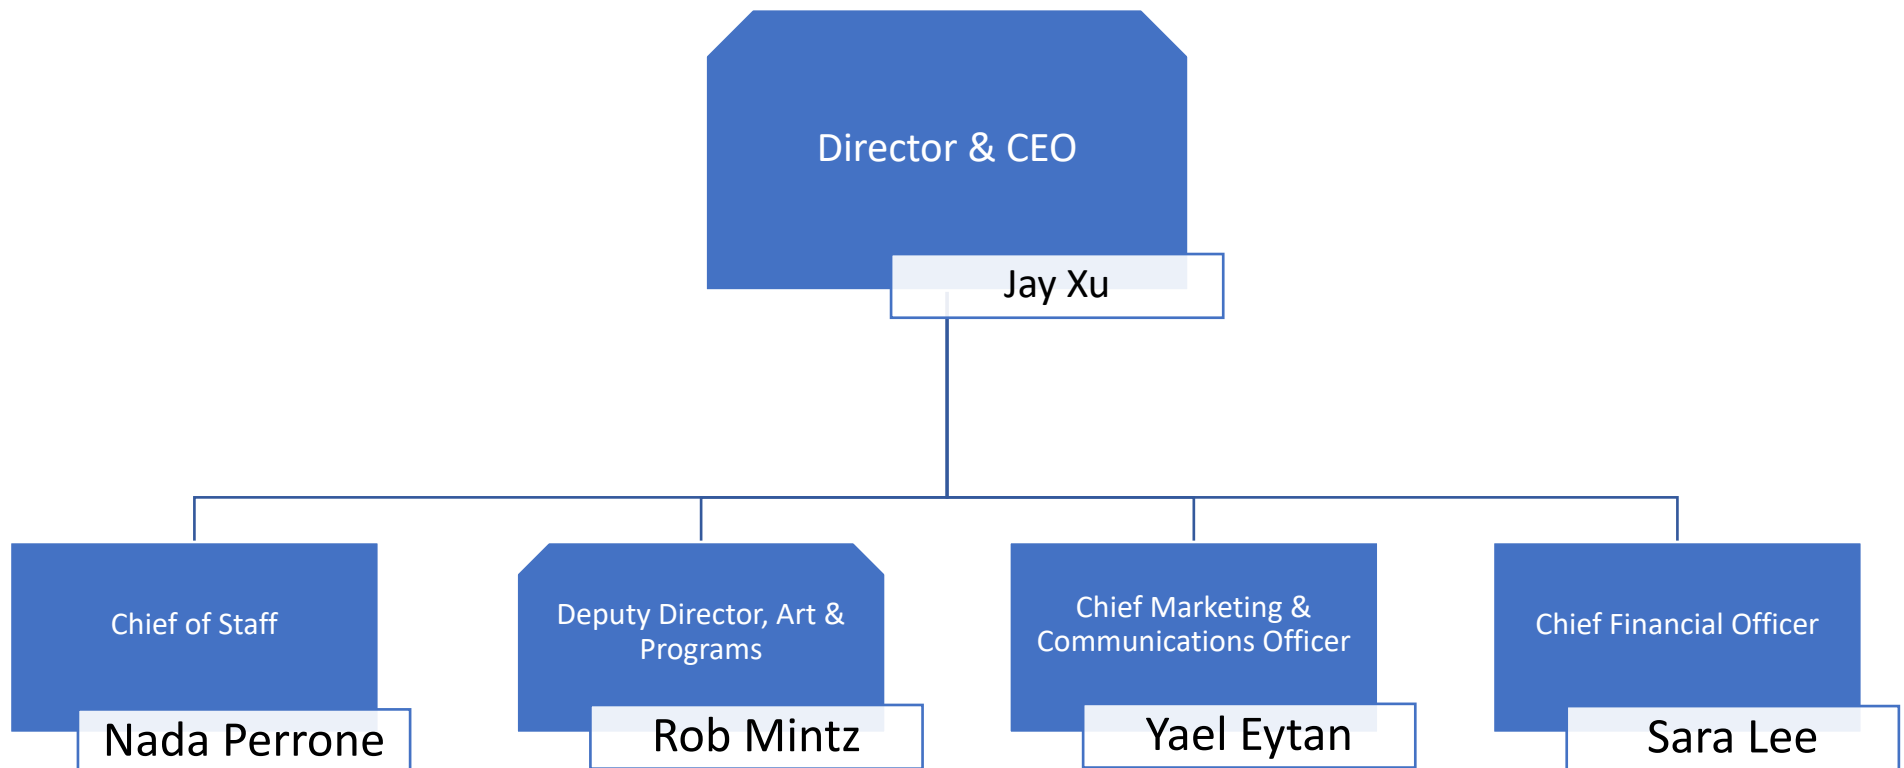 Director & CEO
Jay Xu
Chief of Staff
Nada Perrone
Deputy Director, Art &
Programs
Rob Mintz
Chief Marketing &
Communications Officer
Yael Eytan
Chief Financial Officer
Sara Lee